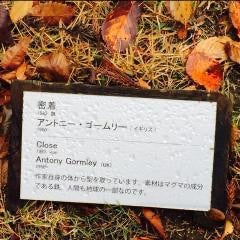 密着
アントニー・ゴームリー（イギリス）
Close
Antony Gormley (UK)
作家自身の体から型を取っています。素材はマグマの成分
である鉄。人間も地球の一部なのです。